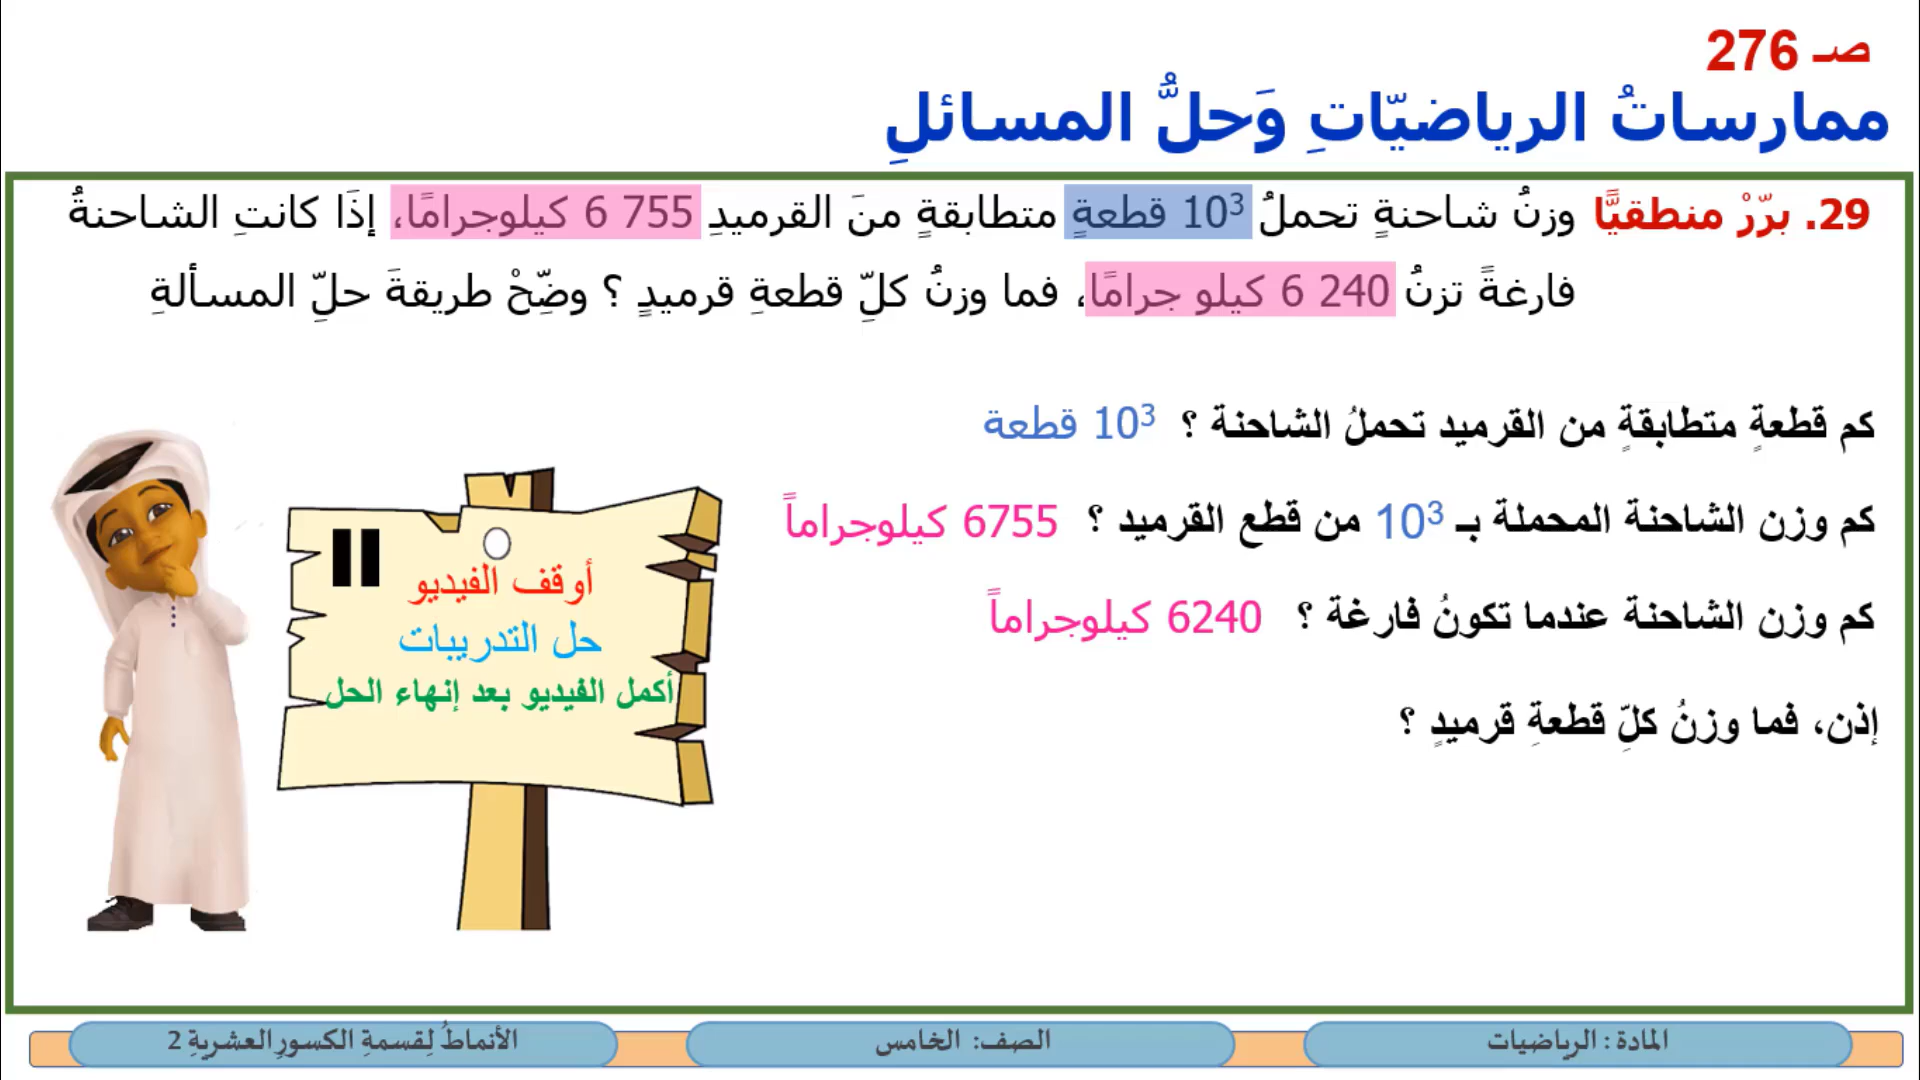 صـ 276
ممارساتُ الرياضيّاتِ وَحلُّ المسائلِ
29. برّرْ منطقيًّا وزنُ شاحنةٍ تحملُ 10³ قطعةٍ متطابقةٍ منَ القرميدِ 755 6 كيلوجرامًا، إذَا كانتِ الشاحنةُ
فارغةً تزنُ 240 6 كيلو جرامًا، فما وزنُ كلِّ قطعةِ قرميدٍ ؟ وضِّحْ طريقةَ حلِّ المسألةِ
كم قطعةٍ متطابقةٍ من القرميد تحملُ الشاحنة ؟ 10³ قطعة
كم وزن الشاحنة المحملة بـ 10³ من قطع القرميد ؟ 6755 كيلوجراماً
كم وزن الشاحنة عندما تكونُ فارغة ؟ 6240 كيلوجراماً
إذن، فما وزنُ كلِّ قطعةِ قرميدٍ ؟
أوقف الفيديو
حل التدريبات
أكمل الفيديو بعد إنهاء الحل
المادة : الرياضيات
الصف: الخامس
الأنماطُ لِقسمةِ الكسورِ العشريةِ 2